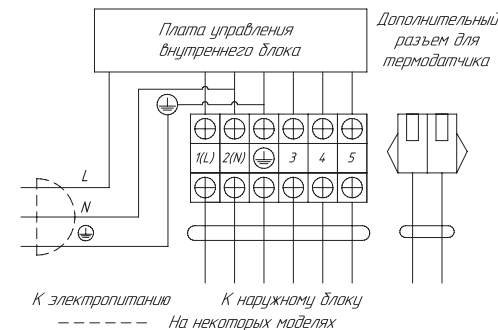 Плата управления
внутреннего блока
Дополнительный
разъем для
термодатчика
1(L) 2(N) 3 4 5
L
N
К электропитанию К наружному блоку
На некоторых моделях